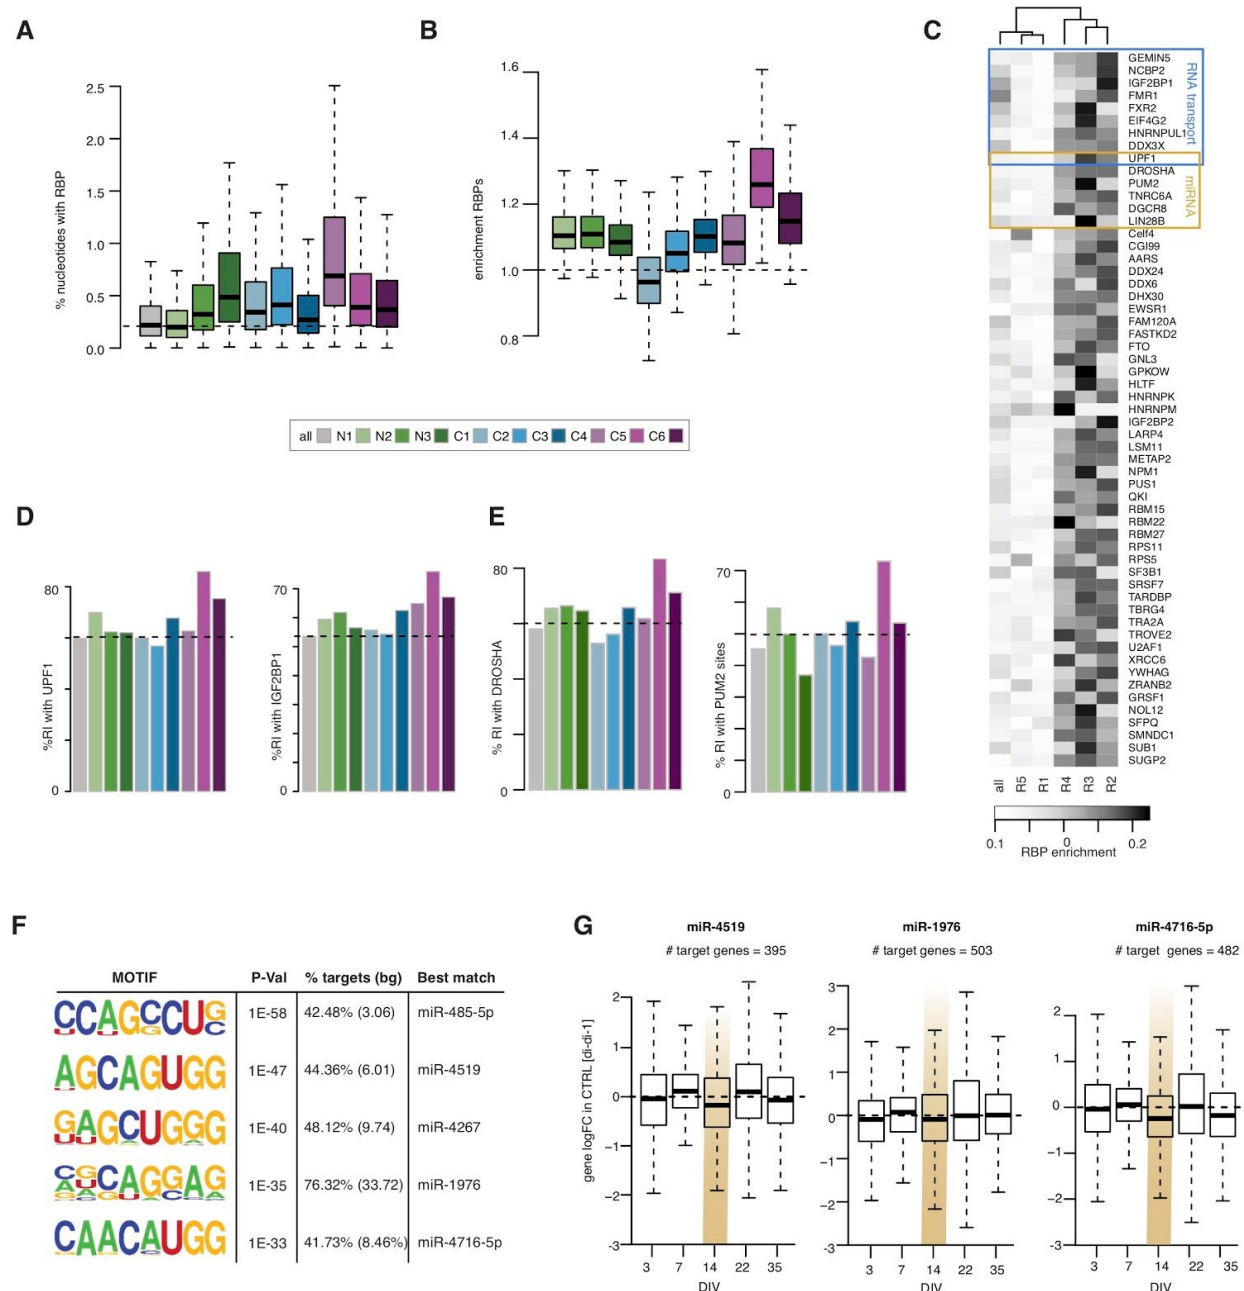 A
B
C
% nucleotides with RBP
2.5
2.0
1.5
1.0
0.5
0.0
enrichment RBPs
1.6
1.4
1.2
1.0
0.8
all N1 N2 N3 C1 C2 C3 C4 C5 C6
GEMIN5
NCBP2
IGF2BP1
FMR1
FXR2
EIF4G2
HNRNPUL1
DDX3X
UPF1
DROSHA
PUM2
TNRC6A
DGCR8
LIN28B
Celf4
CGI99
AARS
DDX24
DDX6
DHX30
EWSR1
FAM120A
FASTKD2
FTO
GNL3
GPKOW
HLTF
HNRNPK
HNRNPM
IGF2BP2
LARP4
LSM11
METAP2
NPM1
PUS1
QKI
RBM15
RBM22
RBM27
RPS11
RPS5
SF3B1
SRSF7
TARDBP
TBRG4
TRA2A
TROVE2
U2AF1
XRCC6
YWHAG
ZRANB2
GRSF1
NOL12
SFPQ
SMNDC1
SUB1
SUGP2
RNA transport
miRNA
all R5 R1 R4 R3 R2
0.1 0 0.2
RBP enrichment
D
%RI with UPF1
80
0
%RI with IGF2BP1
70
0
E
% RI with DROSHA
80
0
% RI with PUM2 sites
70
0
F
MOTIF P-Val % targets (bg) Best match
CCAGCCUG 1E-58 42.48% (3.06) miR-485-5p
AGCAGUGG 1E-47 44.36% (6.01) miR-4519
GAGCUGGG 1E-40 48.12% (9.74) miR-4267
1E-35 76.32% (33.72) miR-1976
CAACAUGG 1E-33 41.73% (8.46%) miR-4716-5p
G
miR-4519
# target genes = 395
gene logFC in CTRL [di-di-1]
2
1
0
−1
−2
-3
3 7 14 22 35
DIV
miR-1976
# target genes = 503
3
2
1
0
−1
−2
-3
3 7 14 22 35
DIV
miR-4716-5p
# target genes = 482
2
1
0
−1
−2
-3
3 7 14 22 35
DIV